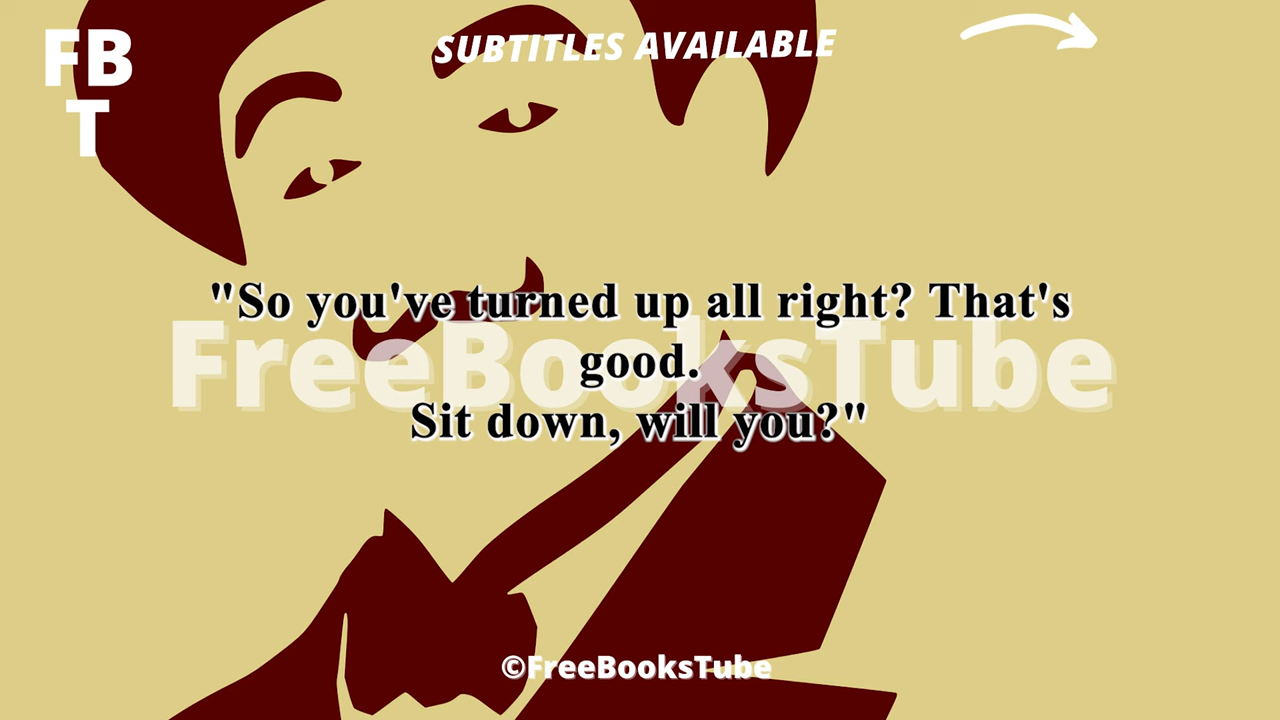 FB
T
SUBTITLES AVAILABLE
"So you've turned up all right? That's
good.
Sit down, will you?"
FreeBooksTube
©FreeBooksTube